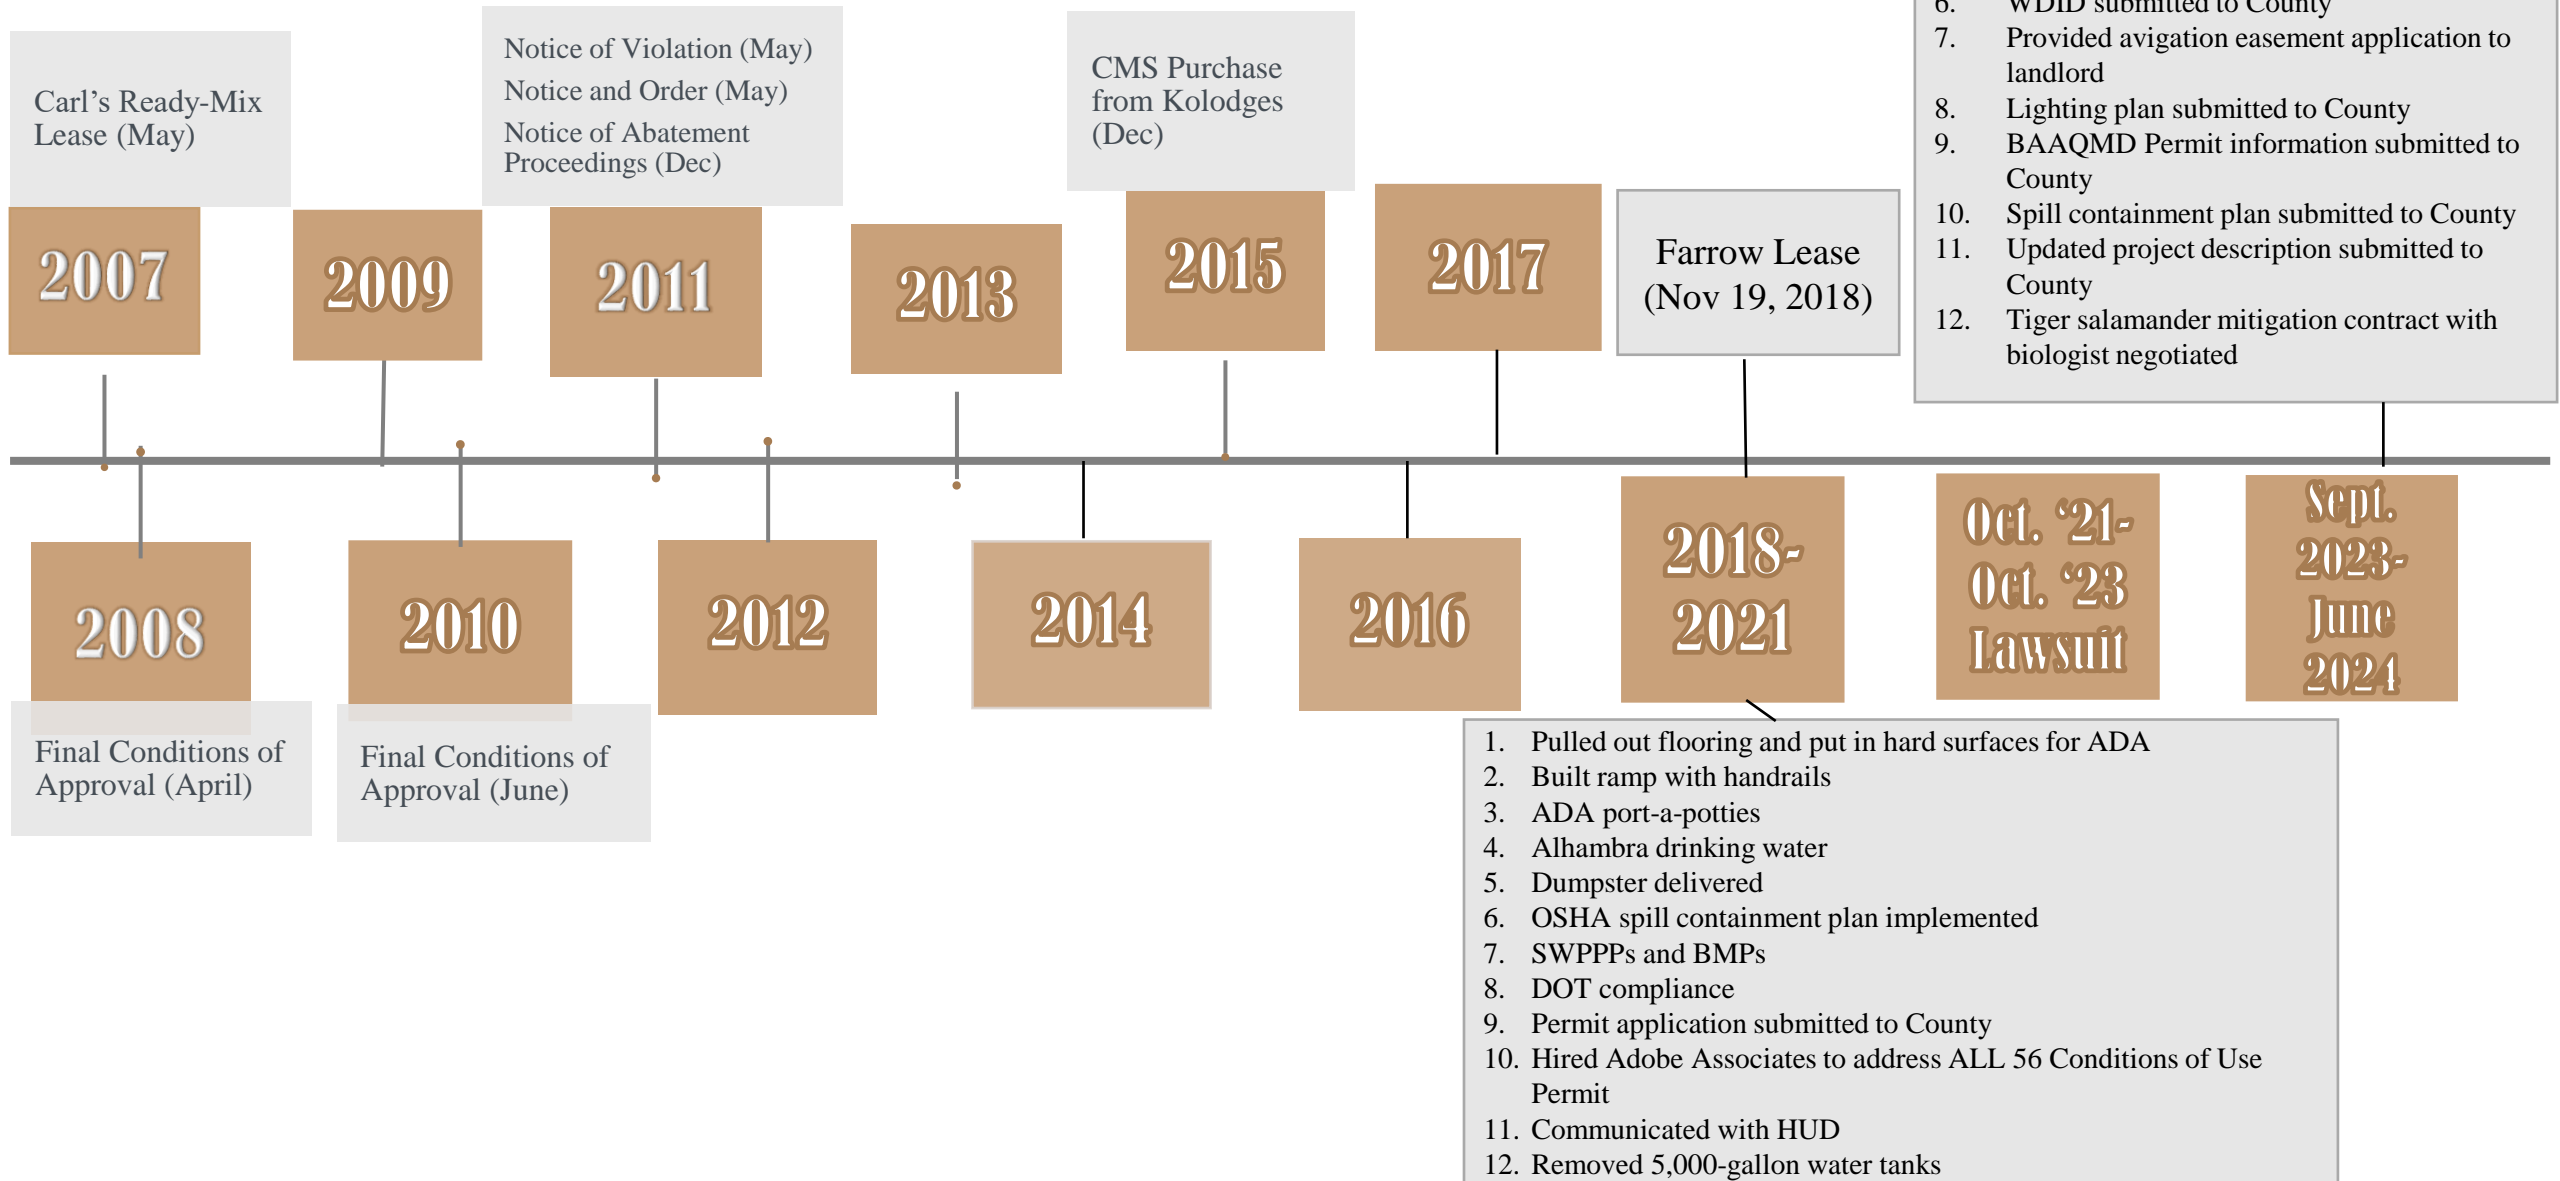 Carl’s Ready-Mix
Lease (May)
Notice of Violation (May)
Notice and Order (May)
Notice of Abatement
Proceedings (Dec)
CMS Purchase
from Kolodges
(Dec)
6. WDID submitted to County
7. Provided avigation easement application to
landlord
8. Lighting plan submitted to County
9. BAAQMD Permit information submitted to
County
10. Spill containment plan submitted to County
11. Updated project description submitted to
County
12. Tiger salamander mitigation contract with
biologist negotiated
2007
2009
2011
2013
2015
2017
Farrow Lease
(Nov 19, 2018)
2008
2010
2012
2014
2016
2018-
2021
Oct. ‘21-
Oct. ‘23
Lawsuit
Sept.
2023-
June
2024
Final Conditions of
Approval (April)
Final Conditions of
Approval (June)
1. Pulled out flooring and put in hard surfaces for ADA
2. Built ramp with handrails
3. ADA port-a-potties
4. Alhambra drinking water
5. Dumpster delivered
6. OSHA spill containment plan implemented
7. SWPPPs and BMPs
8. DOT compliance
9. Permit application submitted to County
10. Hired Adobe Associates to address ALL 56 Conditions of Use
Permit
11. Communicated with HUD
12. Removed 5,000-gallon water tanks